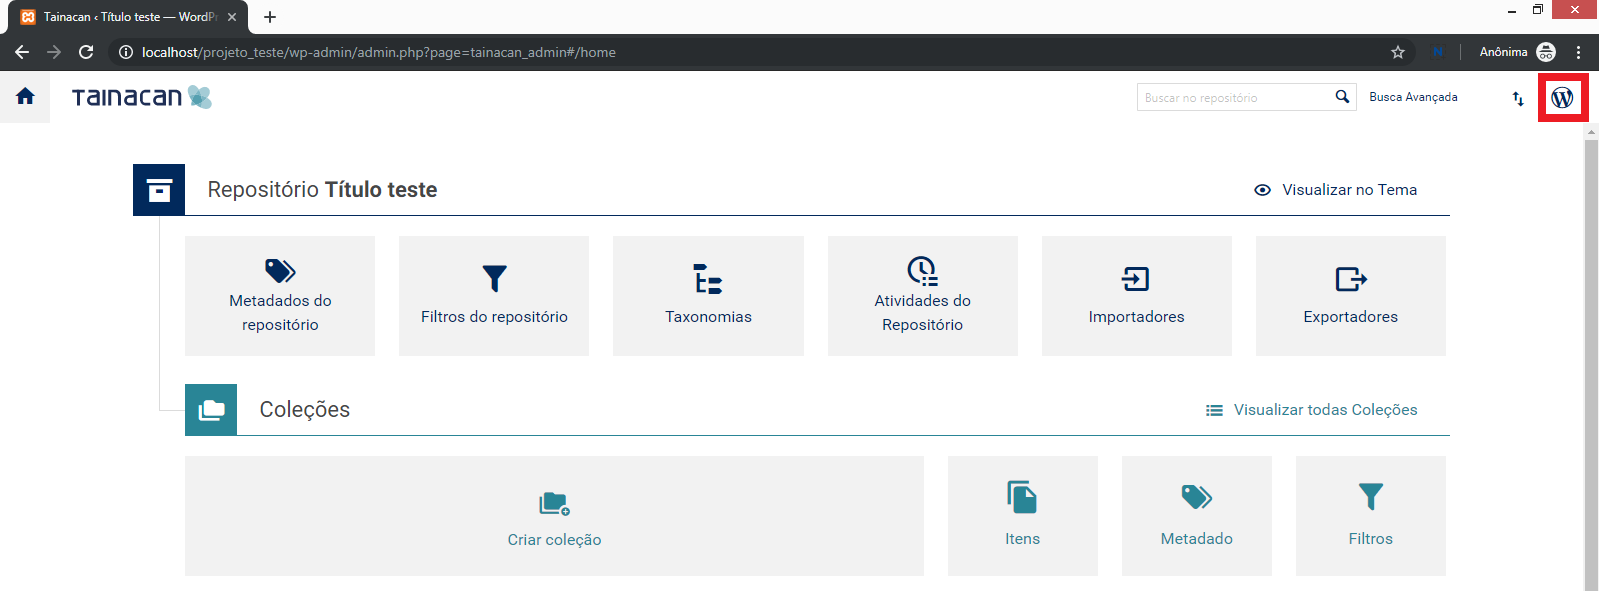 Tainacan ‹ Título teste — WordPr
localhost/projeto_teste/wp-admin/admin.php?page=tainacan_admin#/home
Anônima
TAINACAN
Buscar no repositório
Busca Avançada
Repositório Título teste
Visualizar no Tema
Metadados do
repositório
Filtros do repositório
Taxonomias
Atividades do
Repositório
Importadores
Exportadores
Coleções
Visualizar todas Coleções
Criar coleção
Itens
Metadado
Filtros